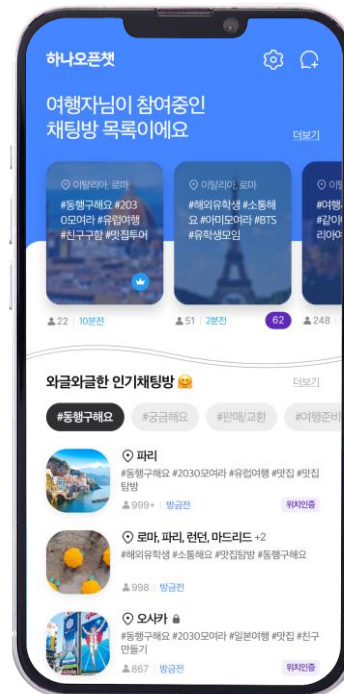 하나오픈챗
여행자님이 참여중인
채팅방 목록이에요
더보기
이탈리아, 로마
#동행구해요 #203
0모여라 #유럽여행
#친구구함 #맛집투어
22 | 10분전
이탈리아, 로마
#해외유학생 #소통해
요 #아미모여라 #BTS
#유학생모임
51 | 2분전
62
#여행
#같이
리아여
248
와글와글한 인기채팅방 🤗
더보기
#동행구해요
#궁금해요
#판매/교환
#여행준비
파리
#동행구해요 #2030모여라 #유럽여행 #맛집 #맛집
탐방
999+ | 방금전
위치인증
로마, 파리, 런던, 마드리드 +2
#해외유학생 #소통해요 #맛집탐방 #동행구해요
998 | 방금전
오사카
#동행구해요 #2030모여라 #일본여행 #맛집 #친구
만들기
867 | 방금전
위치인증